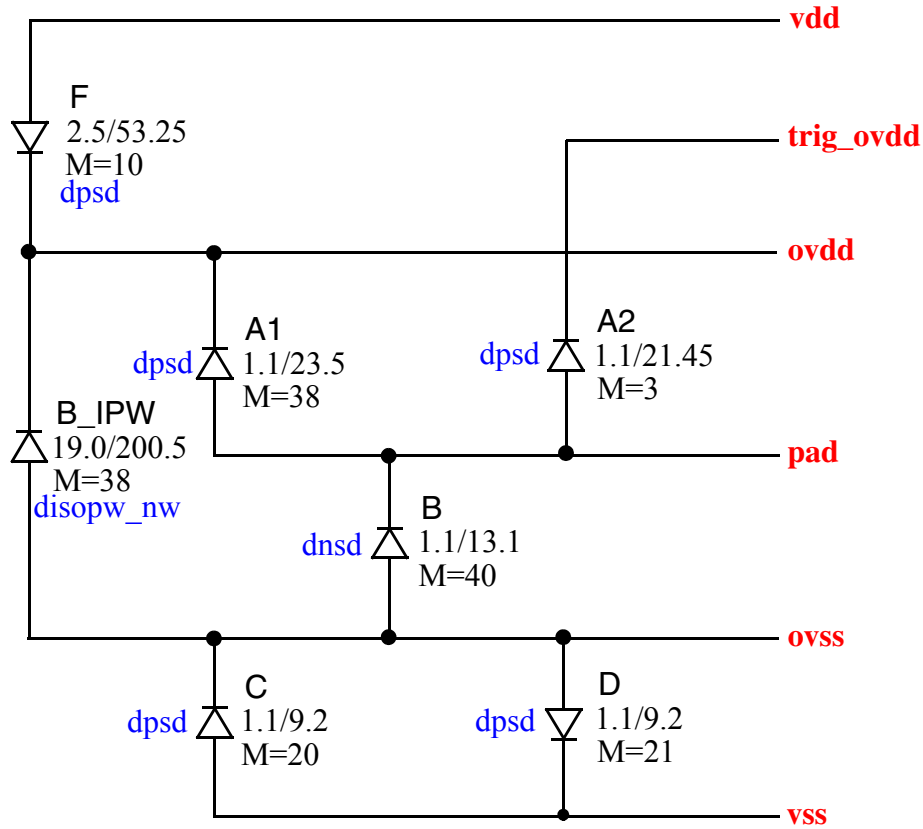 vdd
F
2.5/53.25
M=10
dpsd
trig_ovdd
ovdd
A1
dpsd
1.1/23.5
M=38
A2
dpsd
1.1/21.45
M=3
B_IPW
19.0/200.5
M=38
disopw_nw
pad
B
dnsd
1.1/13.1
M=40
ovss
C
dpsd
1.1/9.2
M=20
D
dpsd
1.1/9.2
M=21
vss